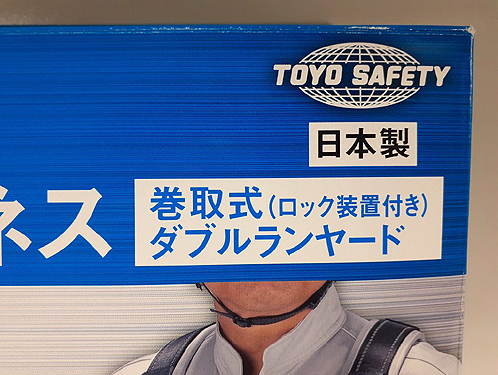 TOYO SAFETY
日本製
ネス
巻取式(ロック装置付き)
ダブルランヤード